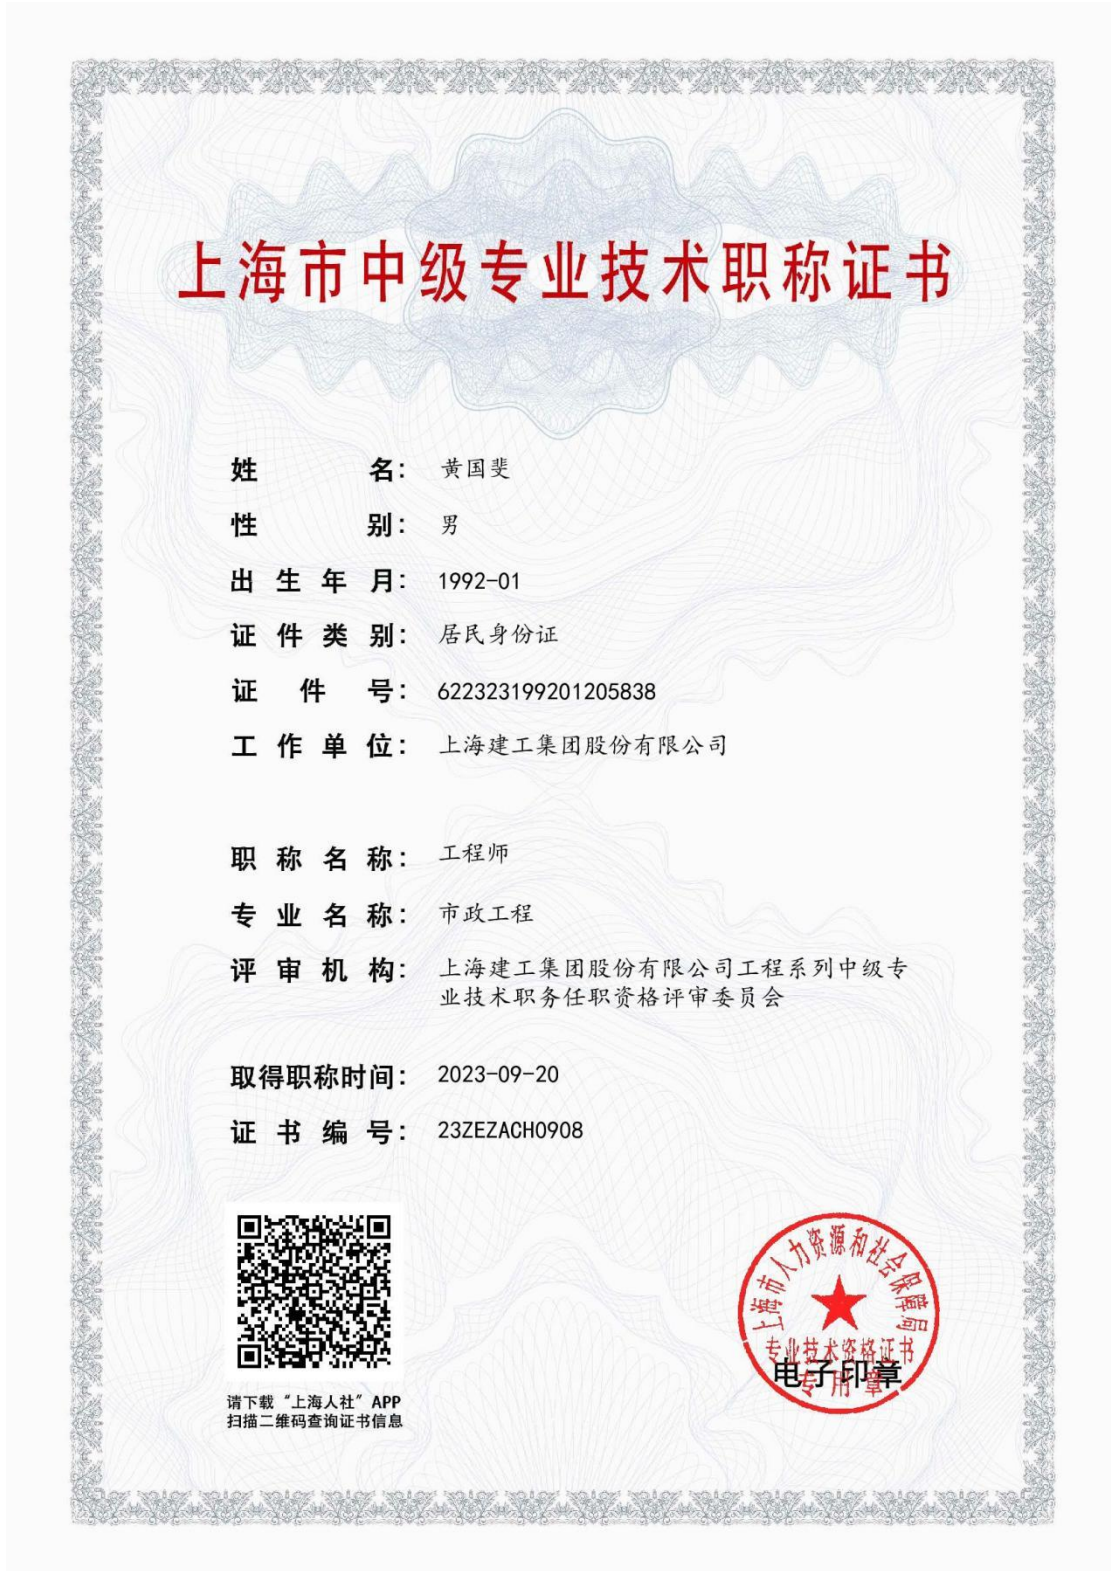 上海市中级专业技术职称证书
姓名： 黄国斐
性别： 男
出生年月： 1992-01
证件类别： 居民身份证
证件号： 622323199201205838
工作单位： 上海建工集团股份有限公司
职称名称： 工程师
专业名称： 市政工程
评审机构： 上海建工集团股份有限公司工程系列中级专
业技术职务任职资格评审委员会
取得职称时间： 2023-09-20
证书编号： 23ZEZACH0908
请下载“上海人社”APP
扫描二维码查询证书信息
上海市人力资源和社会保障局
专业技术资格证书
专用章
电子印章